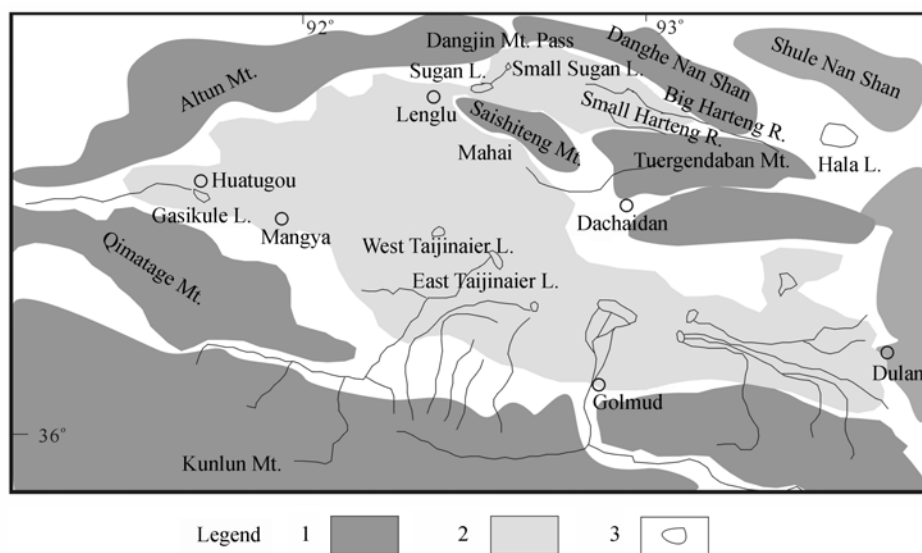 92°
93°
Dangjin Mt. Pass
Danghe Nan Shan
Shule Nan Shan
Altun Mt.
Sugan L.
Small Sugan L.
Big Harteng R.
Lenglu
Saishiteng Mt.
Small Harteng R.
Mahai
Tuergendaban Mt.
Hala L.
Huatugou
Gasikule L.
Dachaidan
Mangya
Qimatage Mt.
West Taijinaier L.
East Taijinaier L.
Dulan
Golmud
36°
Kunlun Mt.
Legend 1 2 3